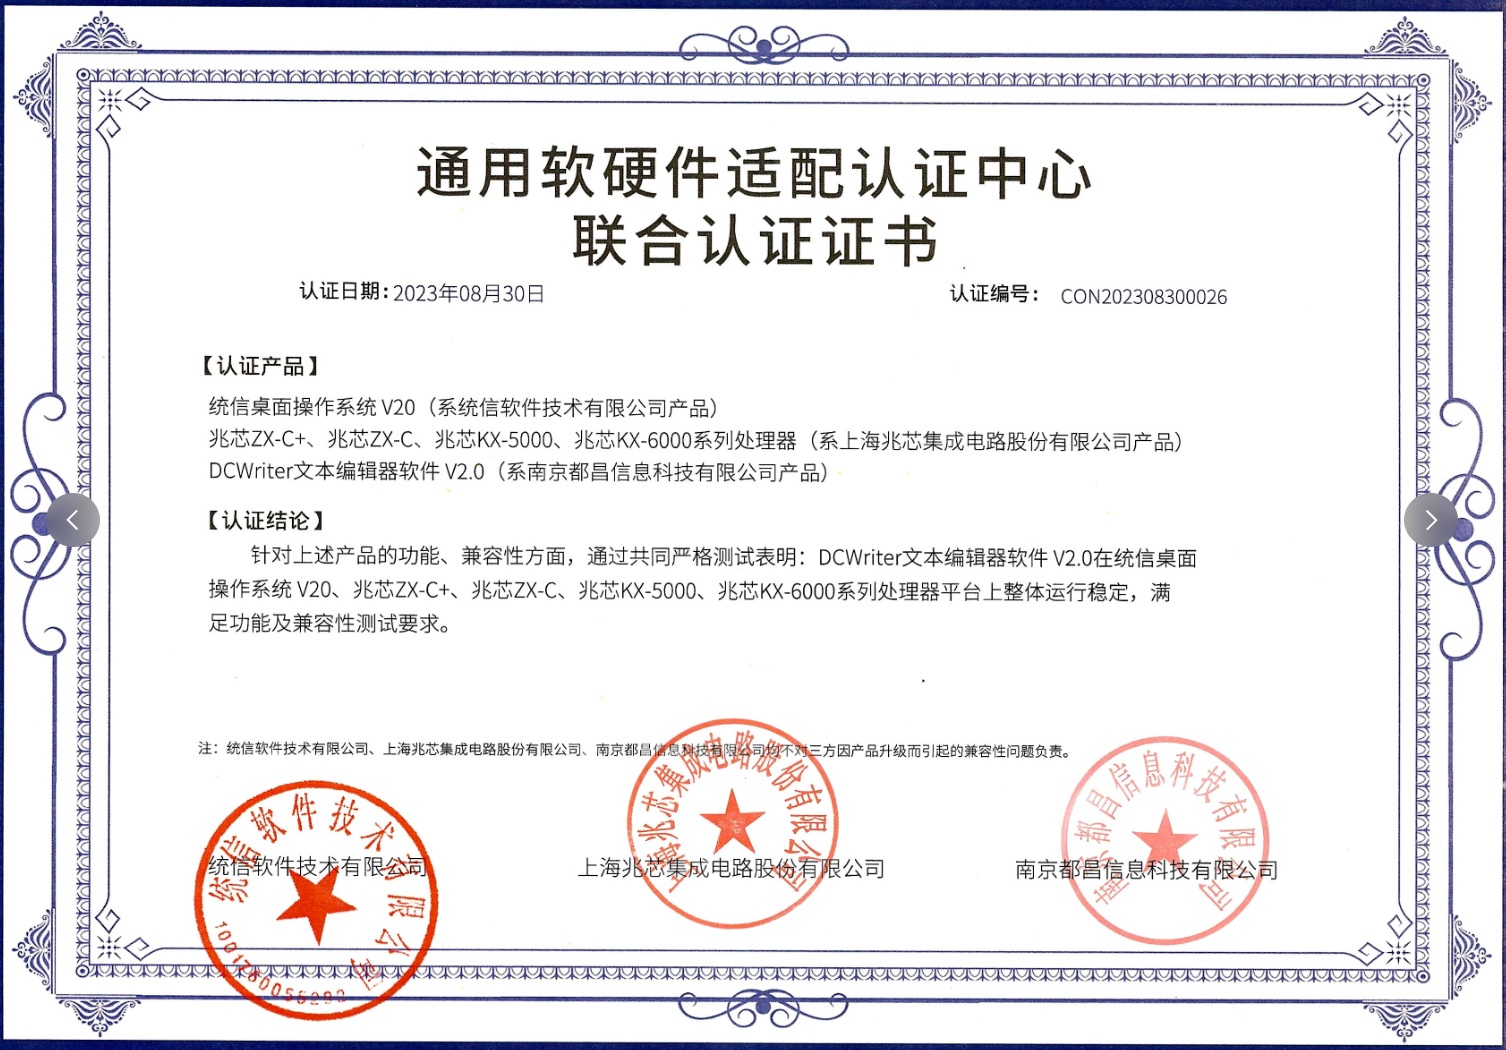 通用软硬件适配认证中心
联合认证证书
认证日期：2023年08月30日
认证编号： CON202308300026
【认证产品】
统信桌面操作系统 V20（系统信软件技术有限公司产品）
兆芯ZX-C+、兆芯ZX-C、兆芯KX-5000、兆芯KX-6000系列处理器（系上海兆芯集成电路股份有限公司产品）
DCWriter文本编辑器软件 V2.0（系南京都昌信息科技有限公司产品）
【认证结论】
针对上述产品的功能、兼容性方面，通过共同严格测试表明：DCWriter文本编辑器软件 V2.0在统信桌面
操作系统 V20、兆芯ZX-C+、兆芯ZX-C、兆芯KX-5000、兆芯KX-6000系列处理器平台上整体运行稳定，满
足功能及兼容性测试要求。
注：统信软件技术有限公司、上海兆芯集成电路股份有限公司、南京都昌信息科技有限公司均不对三方因产品升级而引起的兼容性问题负责。
统信软件技术有限公司
上海兆芯集成电路股份有限公司
南京都昌信息科技有限公司
统信软件技术有限公司
上海兆芯集成电路股份有限公司
南京都昌信息科技有限公司